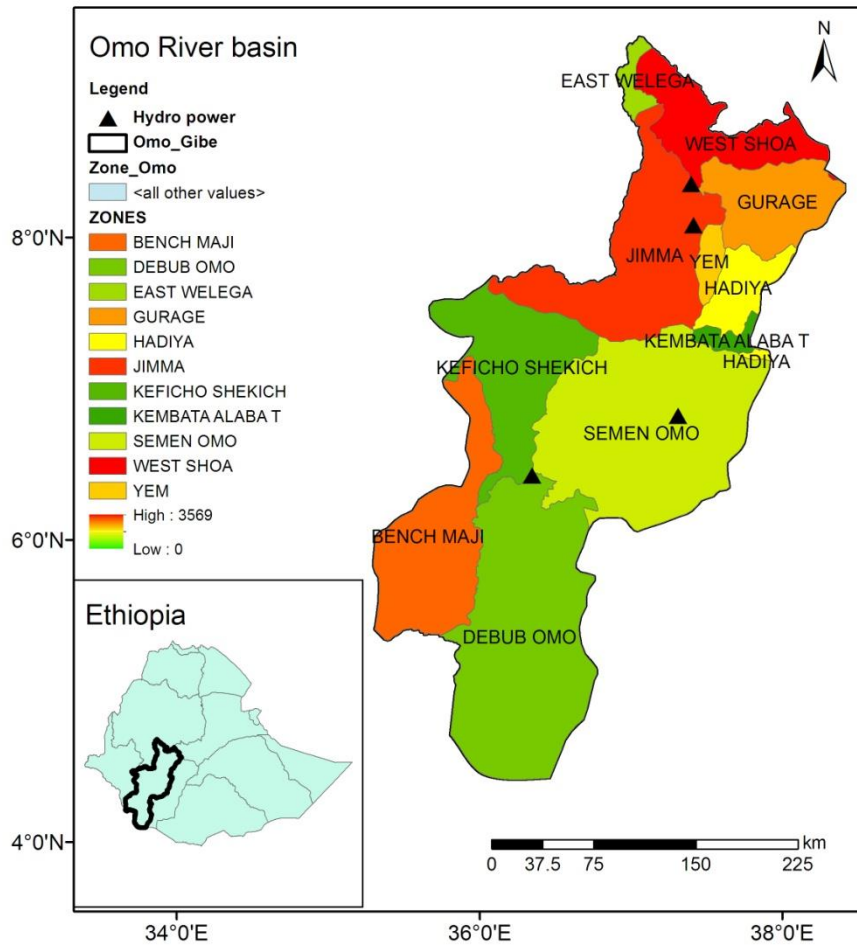 Omo River basin
Legend
Hydro power
Omo_Gibe
Zone_Omo
<all other values>
ZONES
BENCH MAJI
DEBUB OMO
EAST WELEGA
GURAGE
HADIYA
JIMMA
KEFICHO SHEKICH
KEMBATA ALABA T
SEMEN OMO
WEST SHOA
YEM
High : 3569
Low : 0
N
EAST WELEGA
WEST SHOA
GURAGE
JIMMA
YEM
HADIYA
KEMBATA ALABA T
HADIYA
KEFICHO SHEKICH
SEMEN OMO
BENCH MAJI
DEBUB OMO
Ethiopia
8°0'N
6°0'N
4°0'N
km
0 37.5 75 150 225
34°0'E 36°0'E 38°0'E